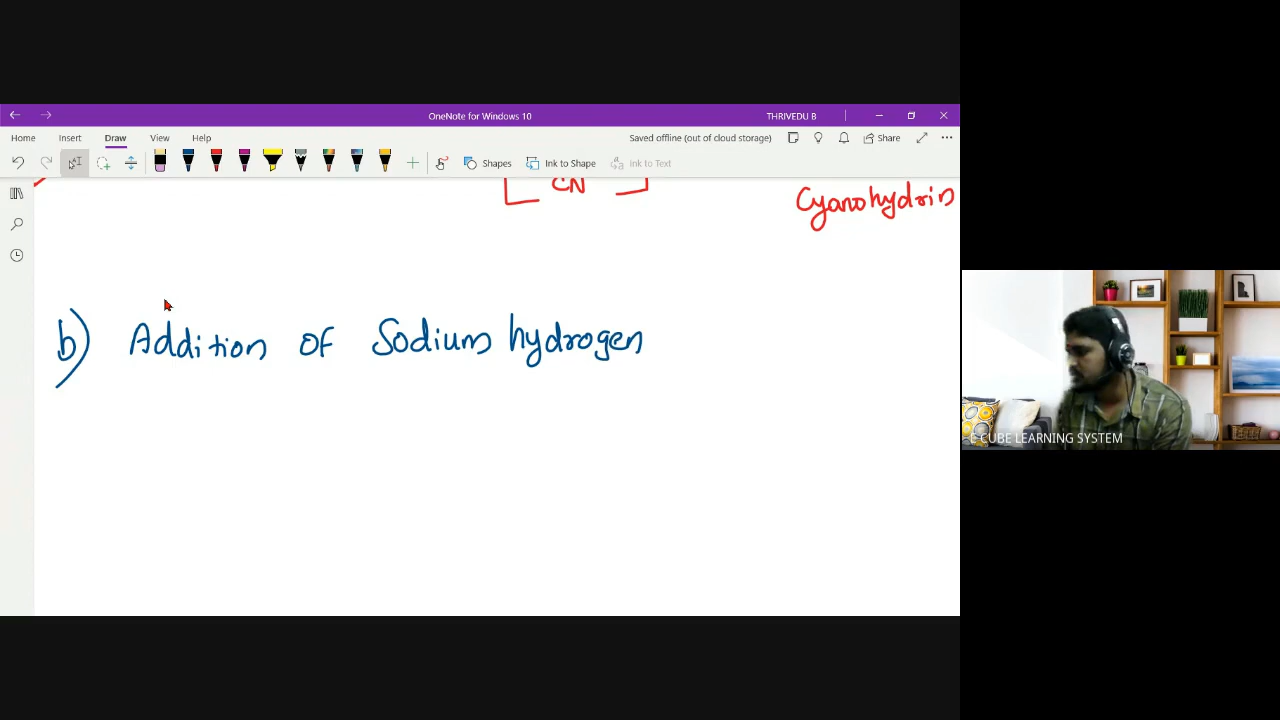 OneNote for Windows 10
THRIVEDU B
Home Insert Draw View Help
Saved offline (out of cloud storage)
Share
Shapes
Ink to Shape
Ink to Text
CN
Cyanohydrin
b) Addition of Sodium hydrogen
E CUBE LEARNING SYSTEM